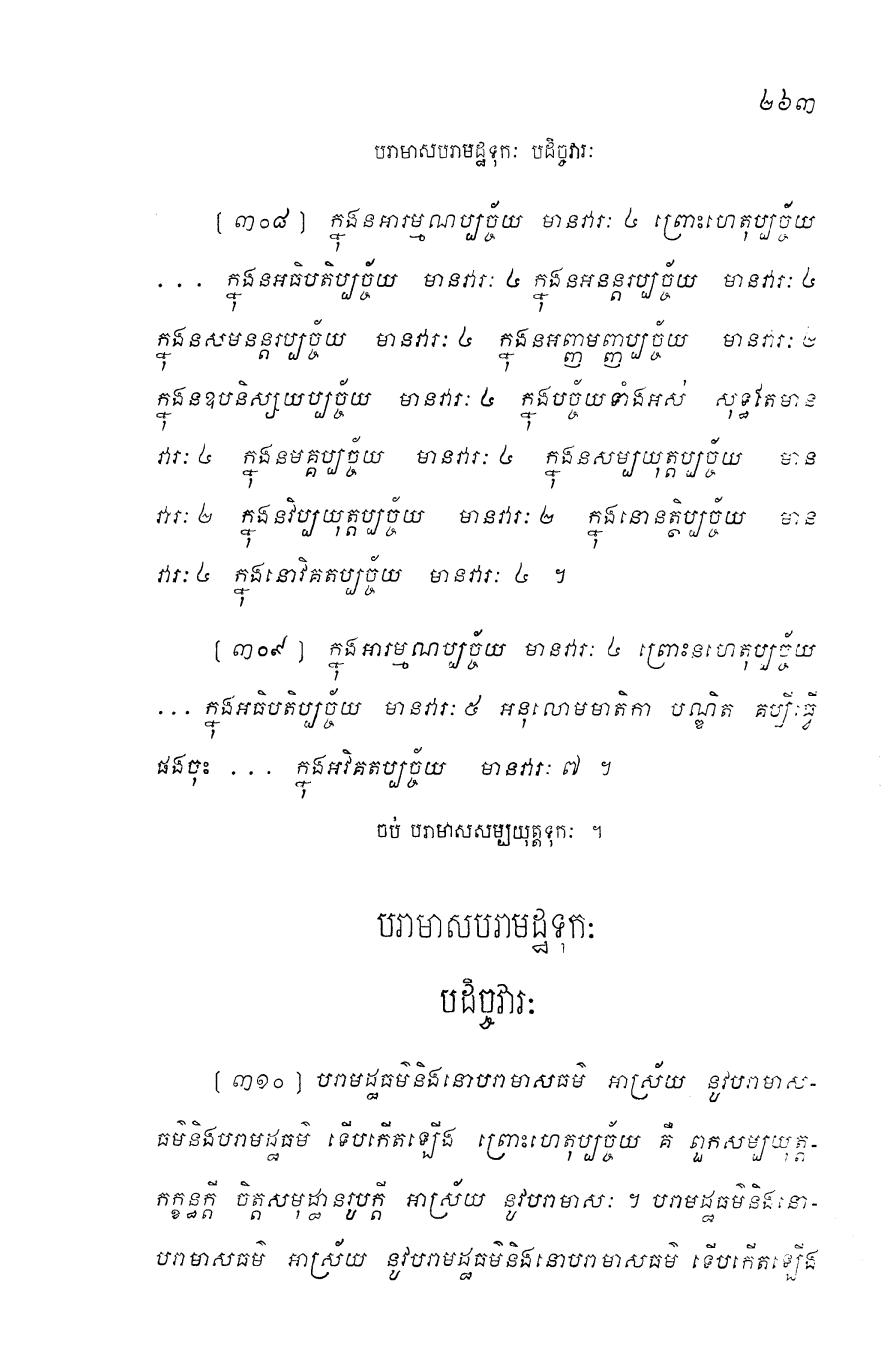 ២៦៣
បរាមាសបរាមដ្ឋទុកៈ បដិច្ចវារៈ
[ ៣០៨ ] ក្នុងនអារម្មណប្បច្ច័យ មានវារៈ ៤ ព្រោះហេតុប្បច្ច័យ
... ក្នុងនអធិបតិប្បច្ច័យ មានវារៈ ៤ ក្នុងនអនន្តរប្បច្ច័យ មានវារៈ ៤
ក្នុងនសមនន្តរប្បច្ច័យ មានវារៈ ៤ ក្នុងនអញ្ញាមញ្ញាប្បច្ច័យ មានវារៈ ២
ក្នុងនឧបនិស្សយប្បច្ច័យ មានវារៈ ៤ ក្នុងបច្ច័យទាំងអស់ សុទ្ធតែមាន
វារៈ ៤ ក្នុងនមគ្គប្បច្ច័យ មានវារៈ ៤ ក្នុងនសម្បយុត្តប្បច្ច័យ មាន
វារៈ ២ ក្នុងនវិប្បយុត្តប្បច្ច័យ មានវារៈ ២ ក្នុងនោនត្ថិប្បច្ច័យ មាន
វារៈ ៤ ក្នុងនោវិគតប្បច្ច័យ មានវារៈ ៤ ។
[ ៣០៩ ] ក្នុងអារម្មណប្បច្ច័យ មានវារៈ ៤ ព្រោះនហេតុប្បច្ច័យ
... ក្នុងអធិបតិប្បច្ច័យ មានវារៈ ៥ អនុលោមមាតិកា បណ្ឌិត គប្បីធ្វើ
ផងចុះ ... ក្នុងអវិគតប្បច្ច័យ មានវារៈ ៧ ។
ចប់ បរាមាសសម្បយុត្តទុកៈ ។
បរាមាសបរាមដ្ឋទុកៈ
បដិច្ចវារៈ
[ ៣១០ ] បរាមដ្ឋធម៌និងនោបរាមាសធម៌ អាស្រ័យ នូវបរាមាស-
ធម៌និងបរាមដ្ឋធម៌ ទើបកើតឡើង ព្រោះហេតុប្បច្ច័យ គឺ ពួកសម្បយុត្ត-
កក្ខន្ធក្តី ចិត្តសមុដ្ឋានរូបក្តី អាស្រ័យ នូវបរាមាសៈ ។ បរាមដ្ឋធម៌និងនោ-
បរាមាសធម៌ អាស្រ័យ នូវបរាមដ្ឋធម៌និងនោបរាមាសធម៌ ទើបកើតឡើង